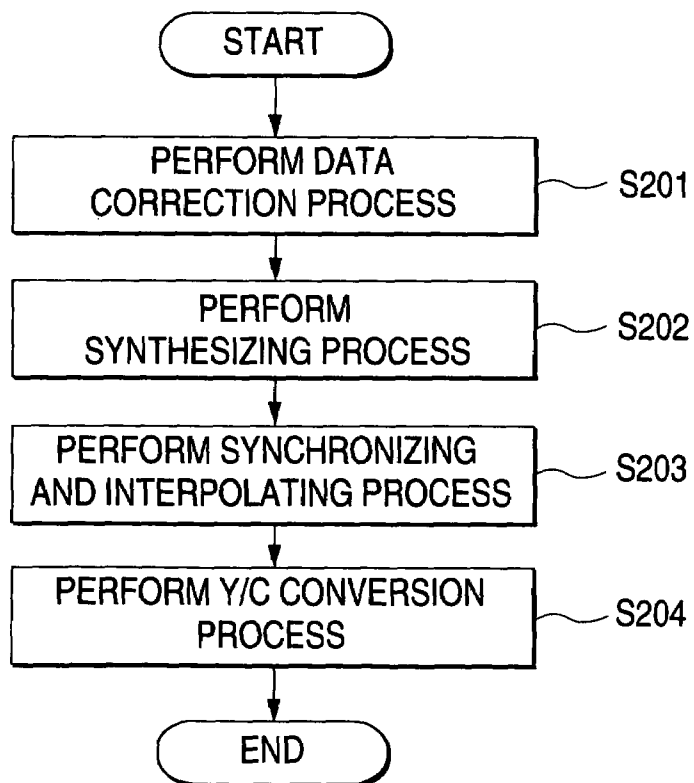 START
PERFORM DATA
CORRECTION PROCESS
S201
PERFORM
SYNTHESIZING PROCESS
S202
PERFORM SYNCHRONIZING
AND INTERPOLATING PROCESS
S203
PERFORM Y/C CONVERSION
PROCESS
S204
END